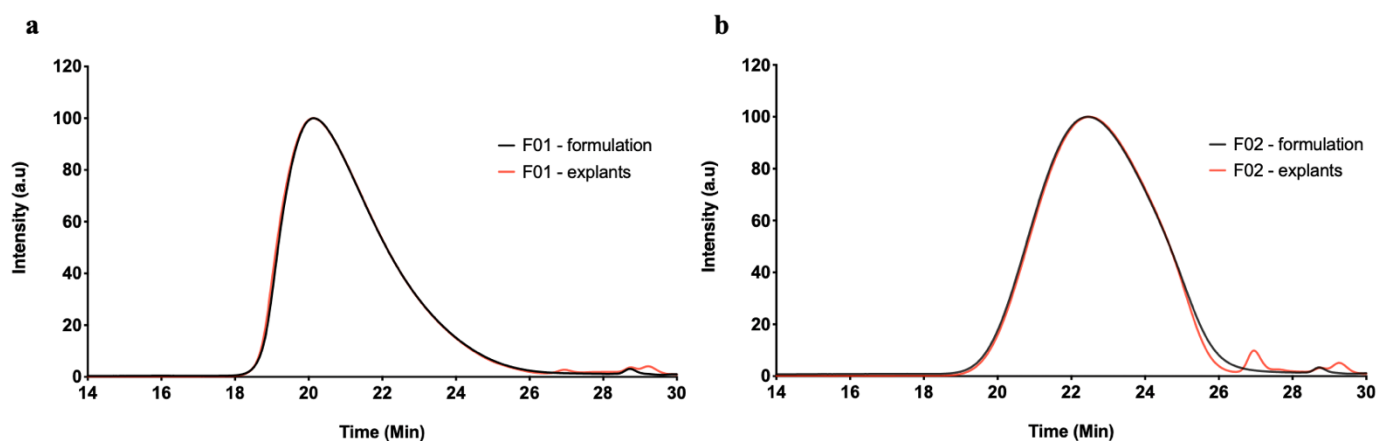 a
120
100
80
60
40
20
0
14 16 18 20 22 24 26 28 30
Intensity (a.u)
Time (Min)
F01 - formulation
F01 - explants
b
120
100
80
60
40
20
0
14 16 18 20 22 24 26 28 30
Intensity (a.u)
Time (Min)
F02 - formulation
F02 - explants